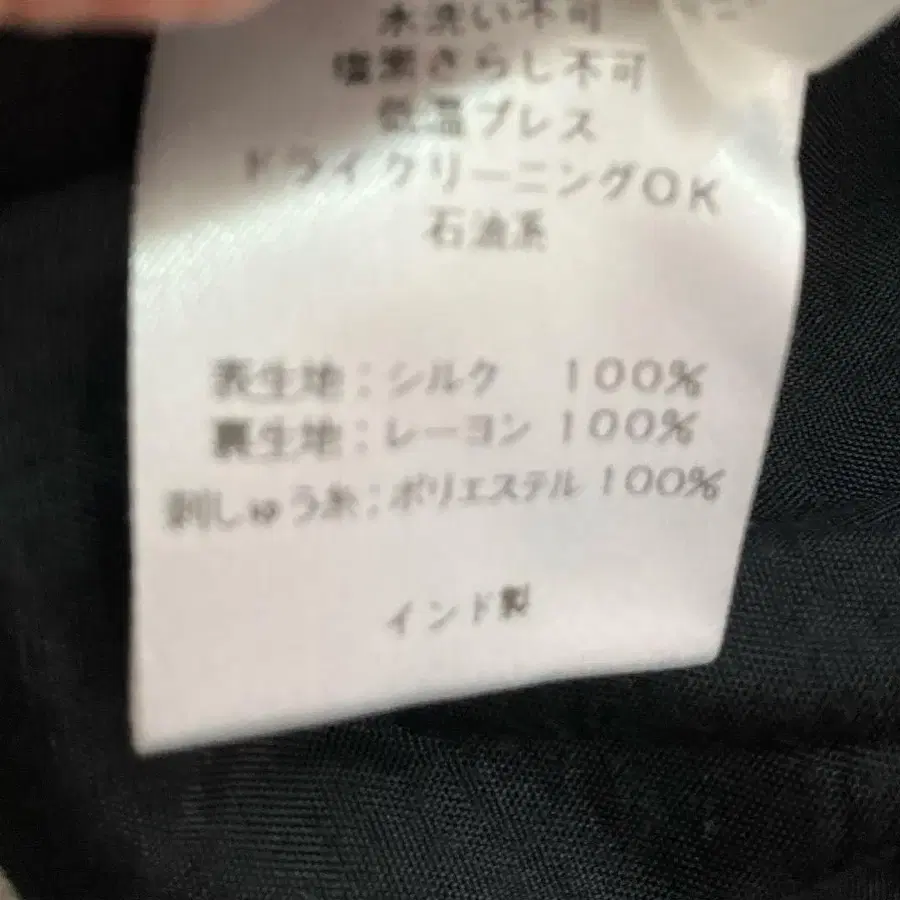 水洗い不可
塩素さらし不可
低温プレス
ドライクリーニングOK
石油系
表生地：シルク 100%
裏生地：レーヨン 100%
刺しゅう糸：ポリエステル 100%
インド製